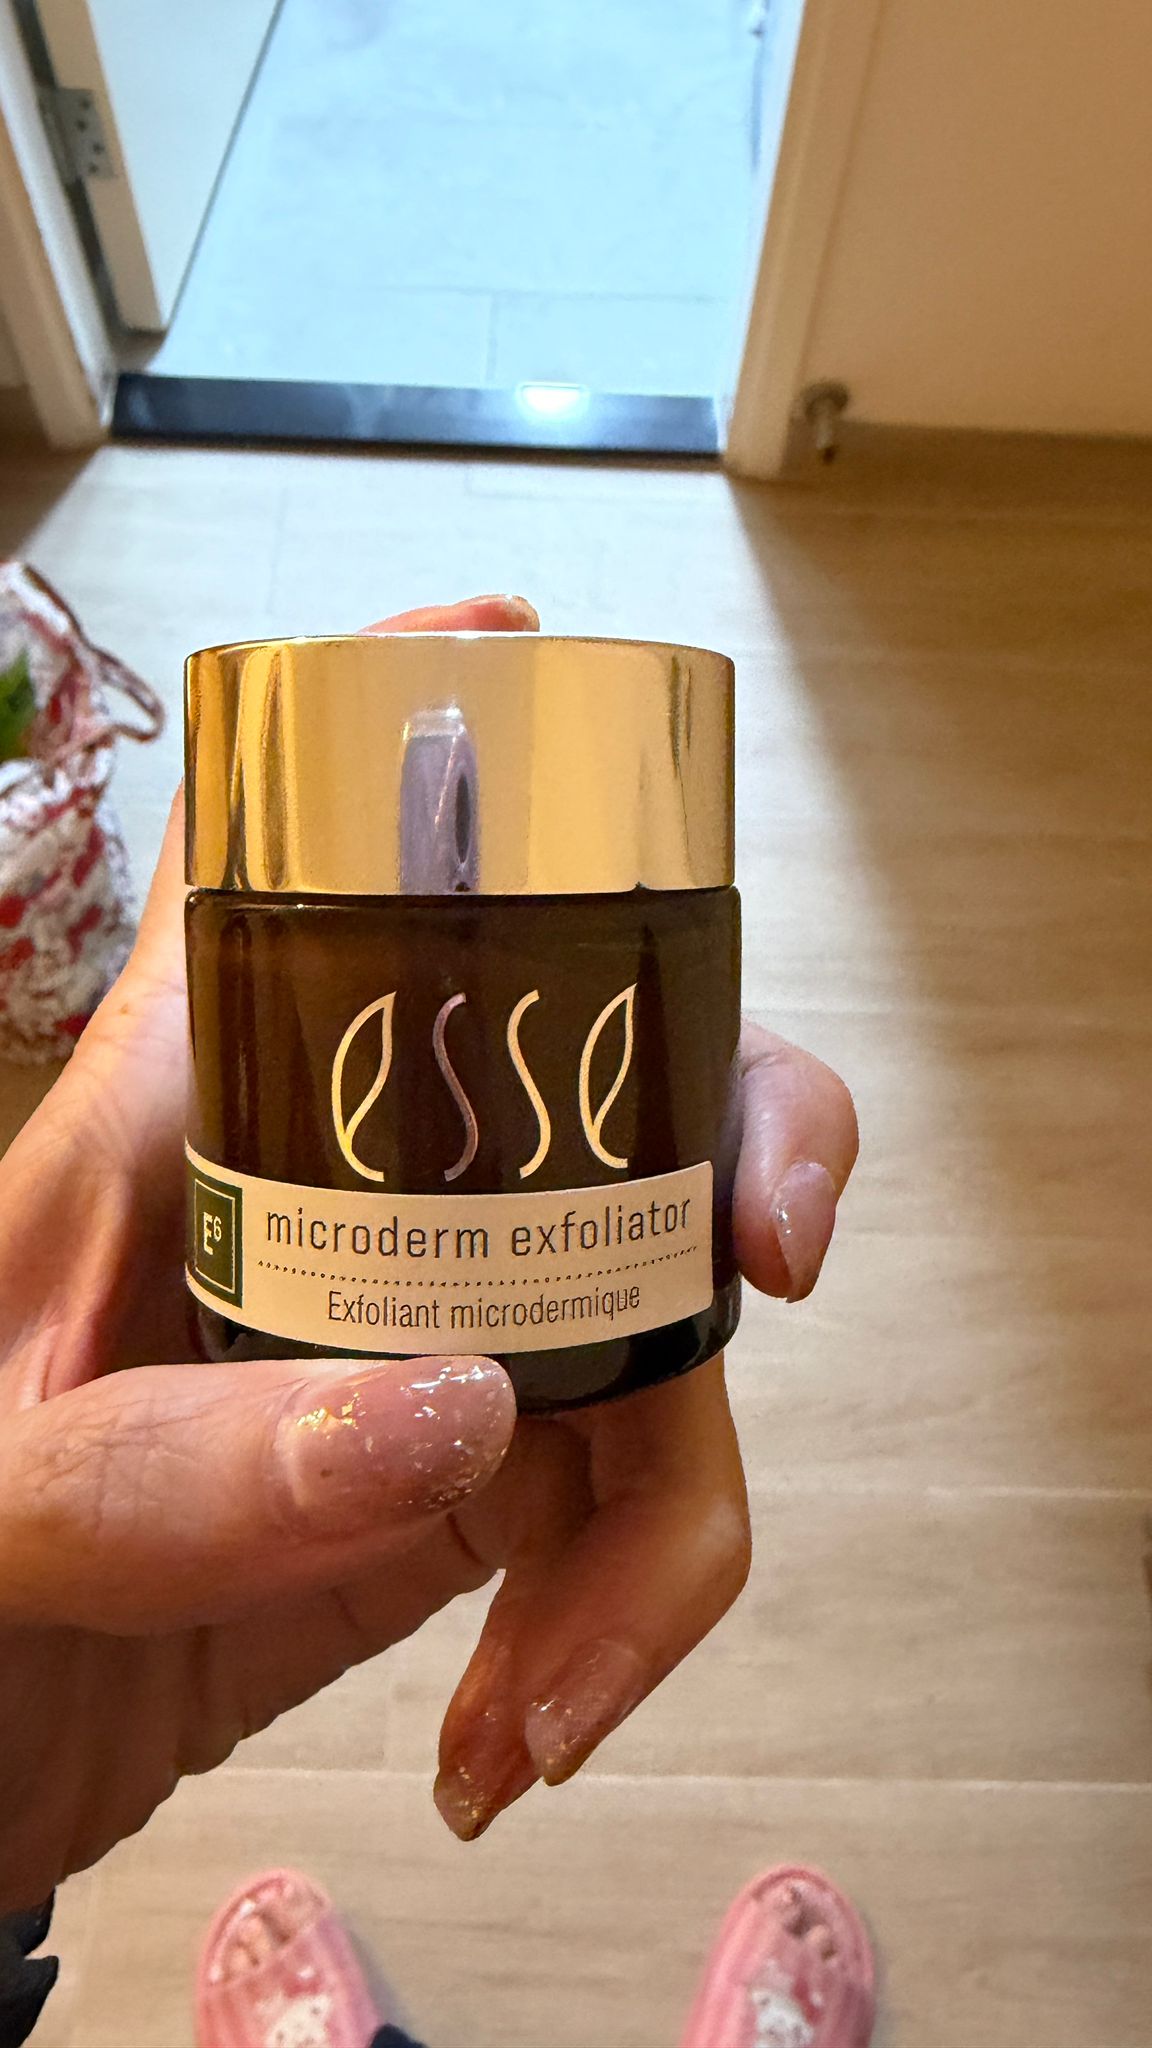 esse
E⁶
microderm exfoliator
Exfoliant microdermique